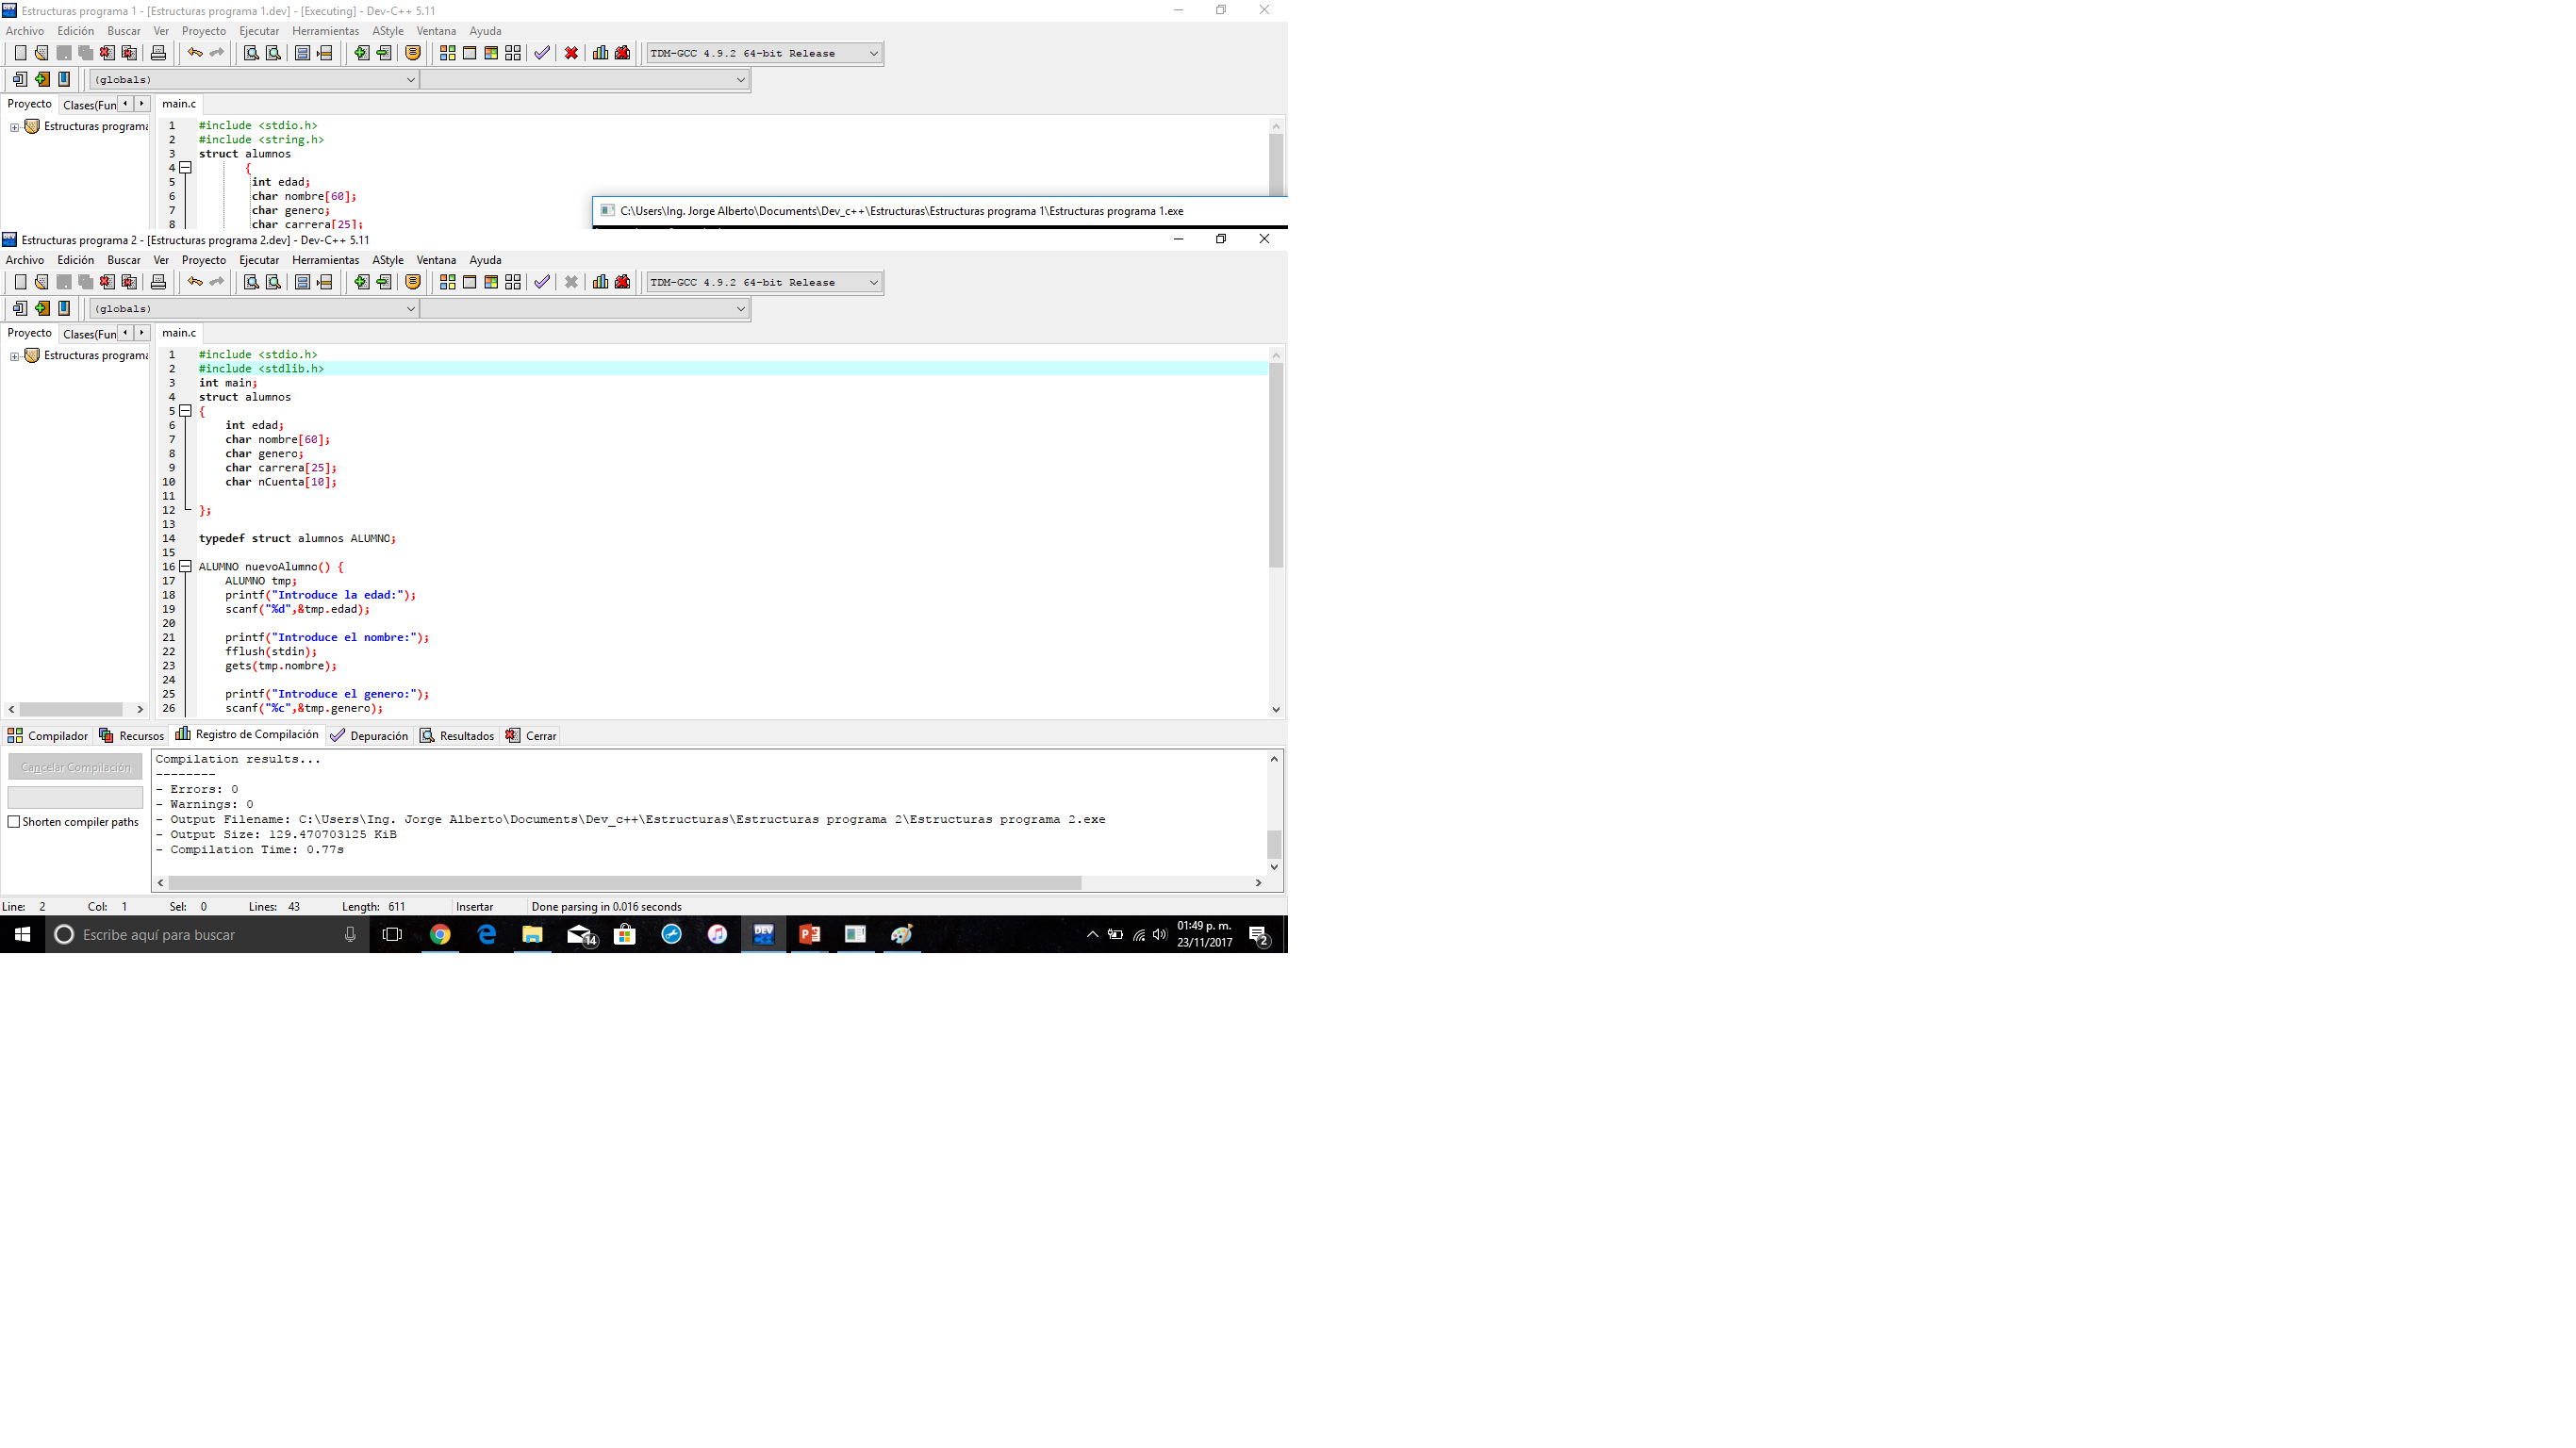 Estructuras programa 1 - [Estructuras programa 1.dev] - [Executing] - Dev-C++ 5.11
Archivo Edición Buscar Ver Proyecto Ejecutar Herramientas AStyle Ventana Ayuda
TDM-GCC 4.9.2 64-bit Release
(globals)
Proyecto Clases(Fun main.c
Estructuras programa
1 #include <stdio.h>
2 #include <string.h>
3 struct alumnos
4 {
5 int edad;
6 char nombre[60];
7 char genero;
8 char carrera[25];
C:\Users\Ing. Jorge Alberto\Documents\Dev_c++\Estructuras\Estructuras programa 1\Estructuras programa 1.exe
Estructuras programa 2 - [Estructuras programa 2.dev] - Dev-C++ 5.11
Archivo Edición Buscar Ver Proyecto Ejecutar Herramientas AStyle Ventana Ayuda
TDM-GCC 4.9.2 64-bit Release
(globals)
Proyecto Clases(Fun main.c
Estructuras programa
1 #include <stdio.h>
2 #include <stdlib.h>
3 int main;
4 struct alumnos
5 {
6 int edad;
7 char nombre[60];
8 char genero;
9 char carrera[25];
10 char nCuenta[10];
11
12 };
13
14 typedef struct alumnos ALUMNO;
15
16 ALUMNO nuevoAlumno() {
17 ALUMNO tmp;
18 printf("Introduce la edad:");
19 scanf("%d",&tmp.edad);
20
21 printf("Introduce el nombre:");
22 fflush(stdin);
23 gets(tmp.nombre);
24
25 printf("Introduce el genero:");
26 scanf("%c",&tmp.genero);
Compilador Recursos Registro de Compilación Depuración Resultados Cerrar
Cancelar Compilación
Shorten compiler paths
Compilation results...
--------
- Errors: 0
- Warnings: 0
- Output Filename: C:\Users\Ing. Jorge Alberto\Documents\Dev_c++\Estructuras\Estructuras programa 2\Estructuras programa 2.exe
- Output Size: 129.470703125 KiB
- Compilation Time: 0.77s
Line: 2 Col: 1 Sel: 0 Lines: 43 Length: 611 Insertar Done parsing in 0.016 seconds
Escribe aquí para buscar
14
DEV
01:49 p. m.
23/11/2017
2